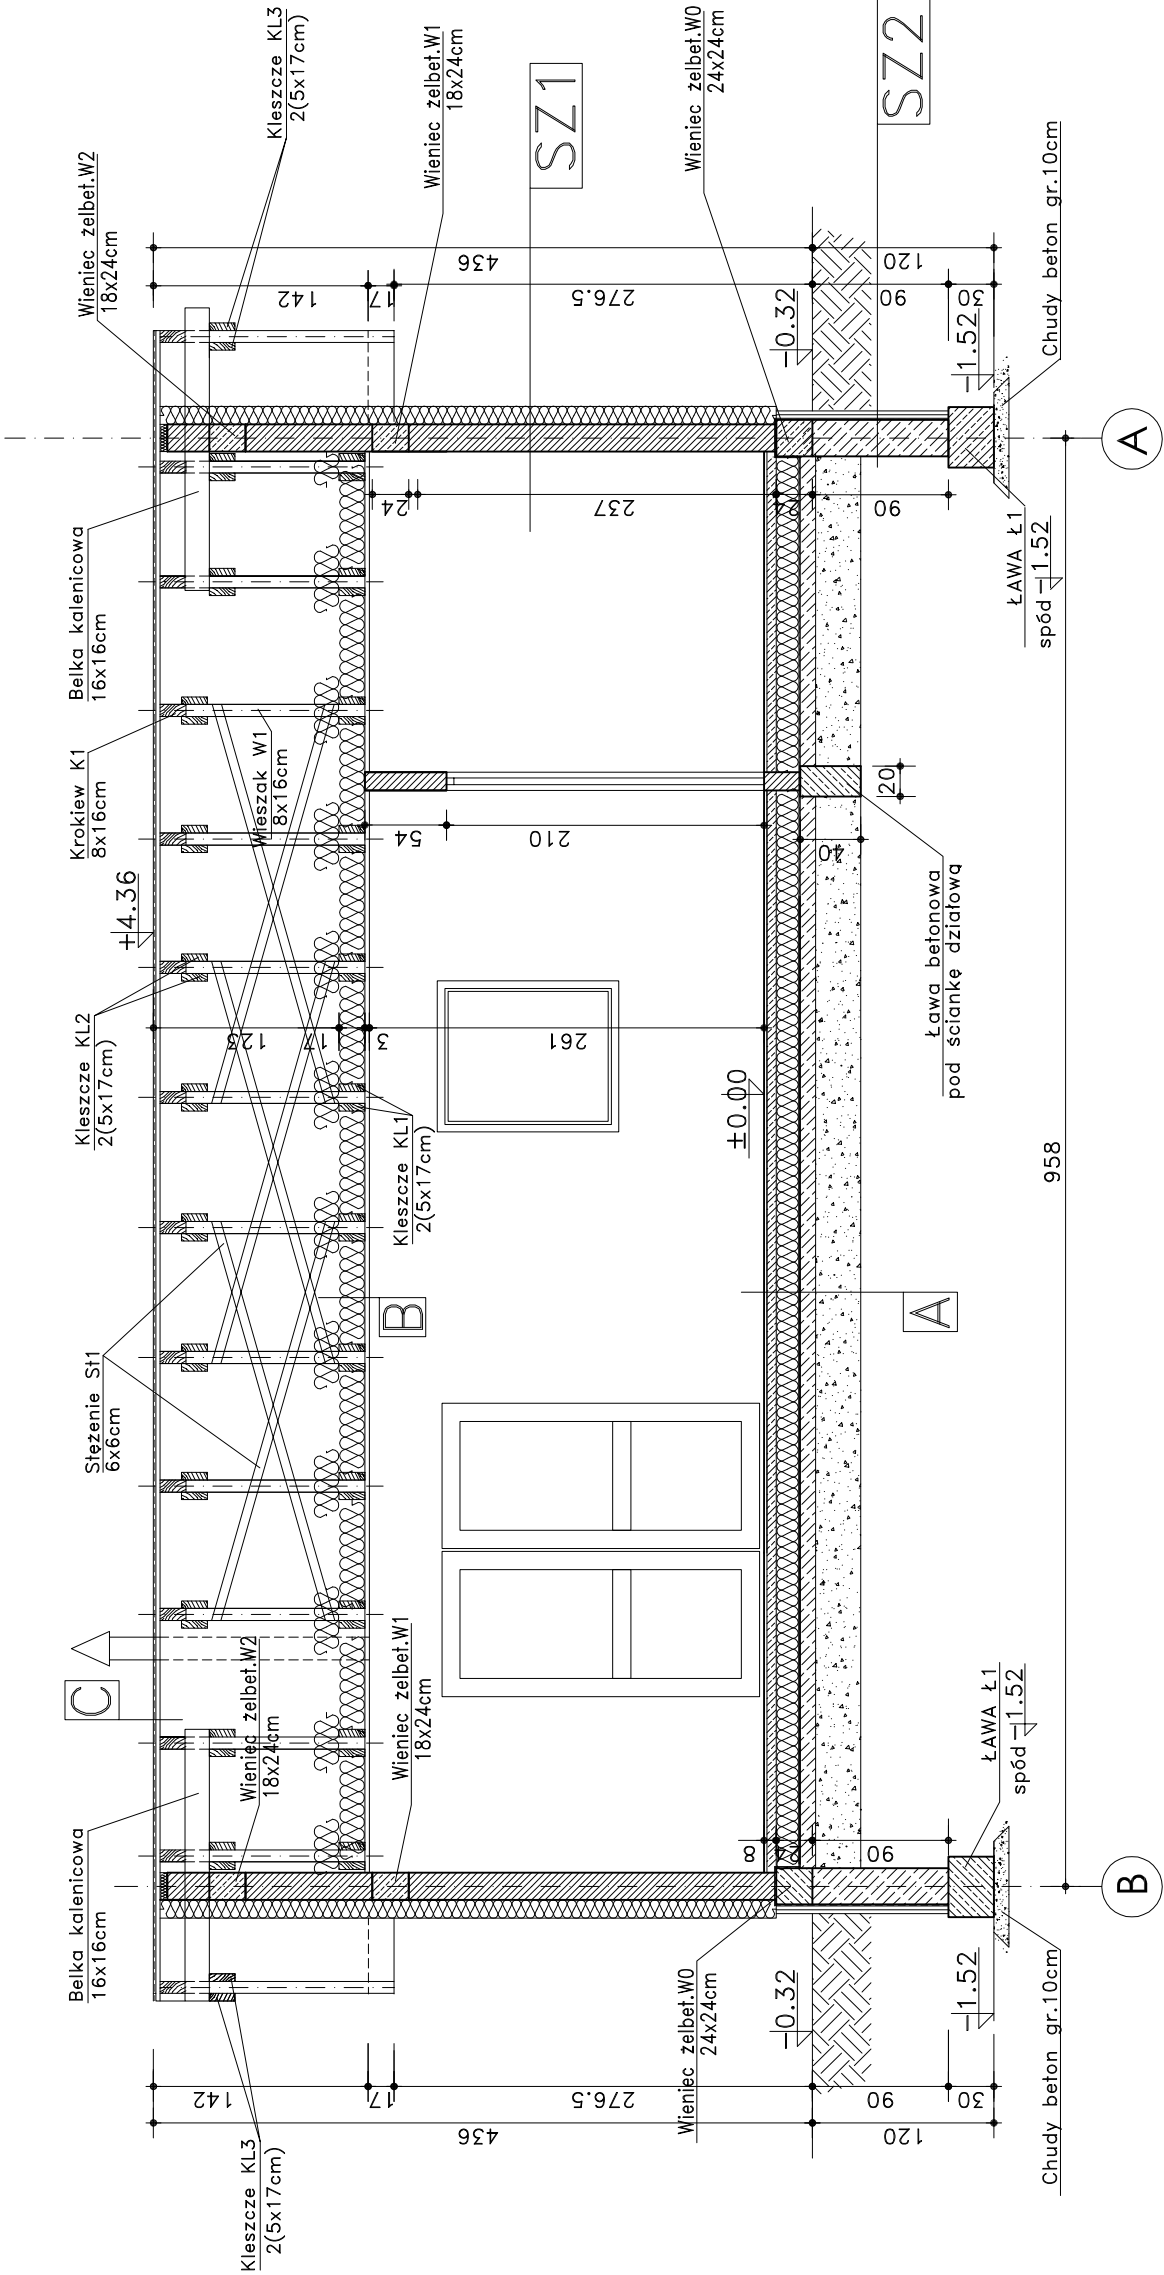 Kleszcze KL3
2(5x17cm)
Belka kalenicowa
16x16cm
C
Wieniec żelbet.W2
18x24cm
Stężenie St1
6x6cm
Kleszcze KL2
2(5x17cm)
+4.36
Krokiew K1
8x16cm
Wieszak W1
8x16cm
Belka kalenicowa
16x16cm
Wieniec żelbet.W2
18x24cm
Kleszcze KL3
2(5x17cm)
Wieniec żelbet.W1
18x24cm
SZ1
Wieniec żelbet.W0
24x24cm
SZ2
Wieniec żelbet.W1
18x24cm
B
Kleszcze KL1
2(5x17cm)
123
17
3
261
54
210
24
237
24
90
±0.00
40
20
8
24
90
A
Ława betonowa
pod ściankę działową
Wieniec żelbet.W0
24x24cm
-0.32
-1.52
142
17
276.5
90
30
436
120
142
17
276.5
90
30
436
120
-0.32
-1.52
ŁAWA Ł1
spód -1.52
ŁAWA Ł1
spód -1.52
Chudy beton gr.10cm
Chudy beton gr.10cm
958
B
A